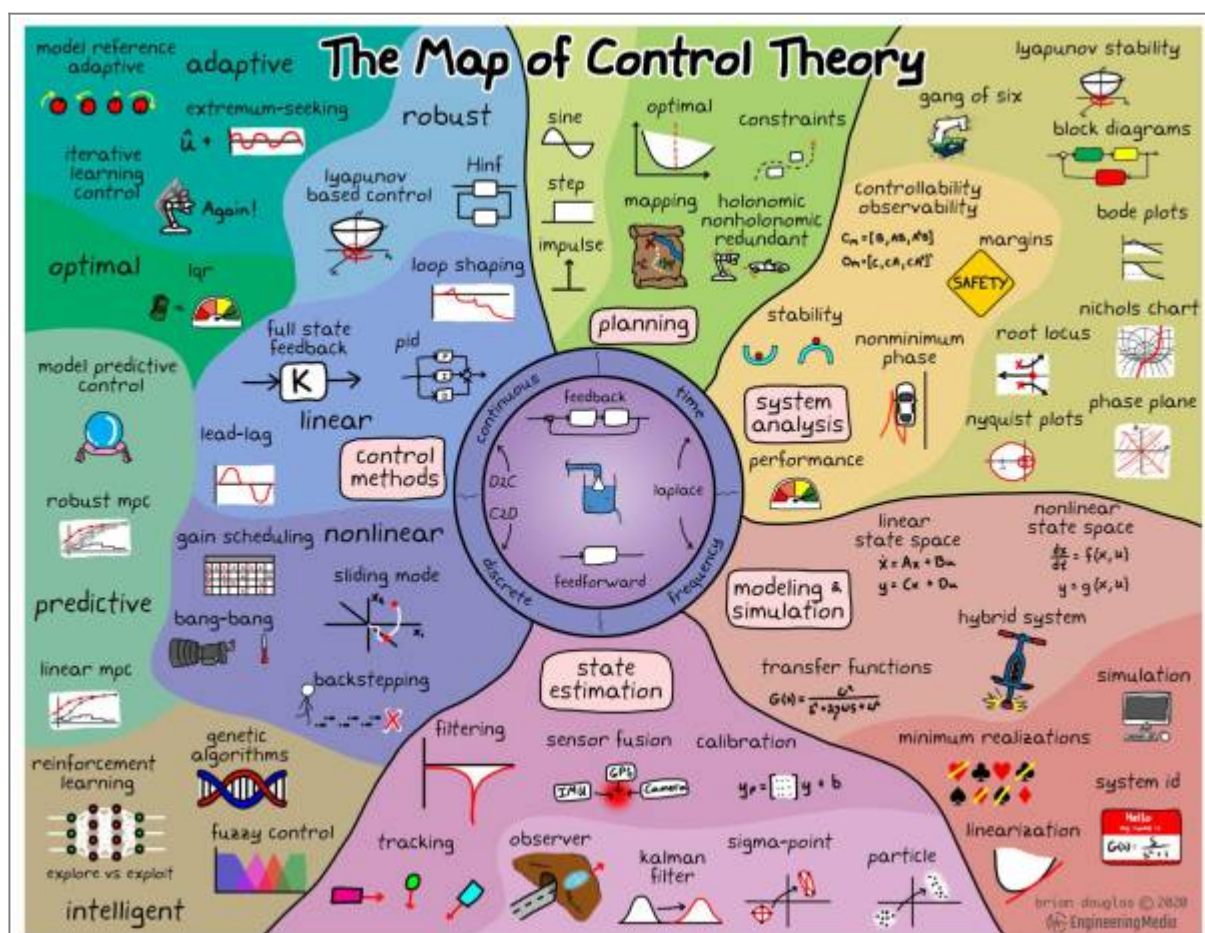 The Map of Control Theory
model reference
adaptive
adaptive
extremum-seeking
û +
iterative
learning
control
Again!
robust
Hinf
lyapunov
based control
loop shaping
optimal
lqr
full state
feedback
K
pid
P
I
D
linear
lead-lag
control
methods
model predictive
control
robust mpc
predictive
linear mpc
gain scheduling
nonlinear
sliding mode
bang-bang
backstepping
X
reinforcement
learning
explore vs exploit
genetic
algorithms
fuzzy control
intelligent
sine
step
impulse
optimal
constraints
mapping
holonomic
nonholonomic
redundant
planning
continuous
time
frequency
discrete
feedback
D2C
C2D
laplace
feedforward
gang of six
lyapunov stability
block diagrams
controllability
observability
margins
SAFETY
bode plots
nichols chart
stability
nonminimum
phase
root locus
nyquist plots
phase plane
system
analysis
performance
linear
state space
ẋ = Ax + Bu
y = Cx + Du
nonlinear
state space
dx/dt = f(x, u)
y = g(x, u)
modeling &
simulation
hybrid system
transfer functions
simulation
minimum realizations
system id
Hello
linearization
state
estimation
filtering
sensor fusion
GPS
IMU
Camera
calibration
tracking
observer
kalman
filter
sigma-point
particle
brian douglas © 2020
EngineeringMedia